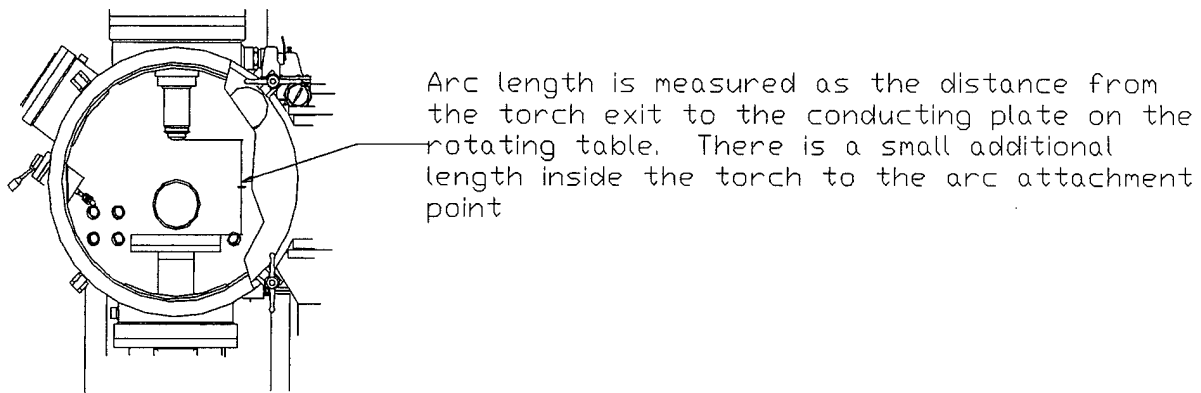 Arc length is measured as the distance from
the torch exit to the conducting plate on the
rotating table. There is a small additional
length inside the torch to the arc attachment
point